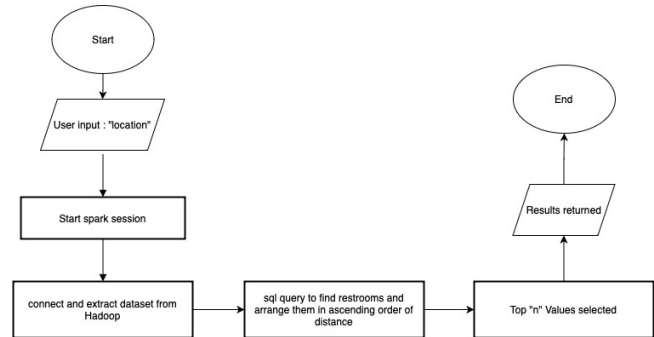 Start
User input : "location"
Start spark session
connect and extract dataset from
Hadoop
sql query to find restrooms and
arrange them in ascending order of
distance
Top "n" Values selected
Results returned
End